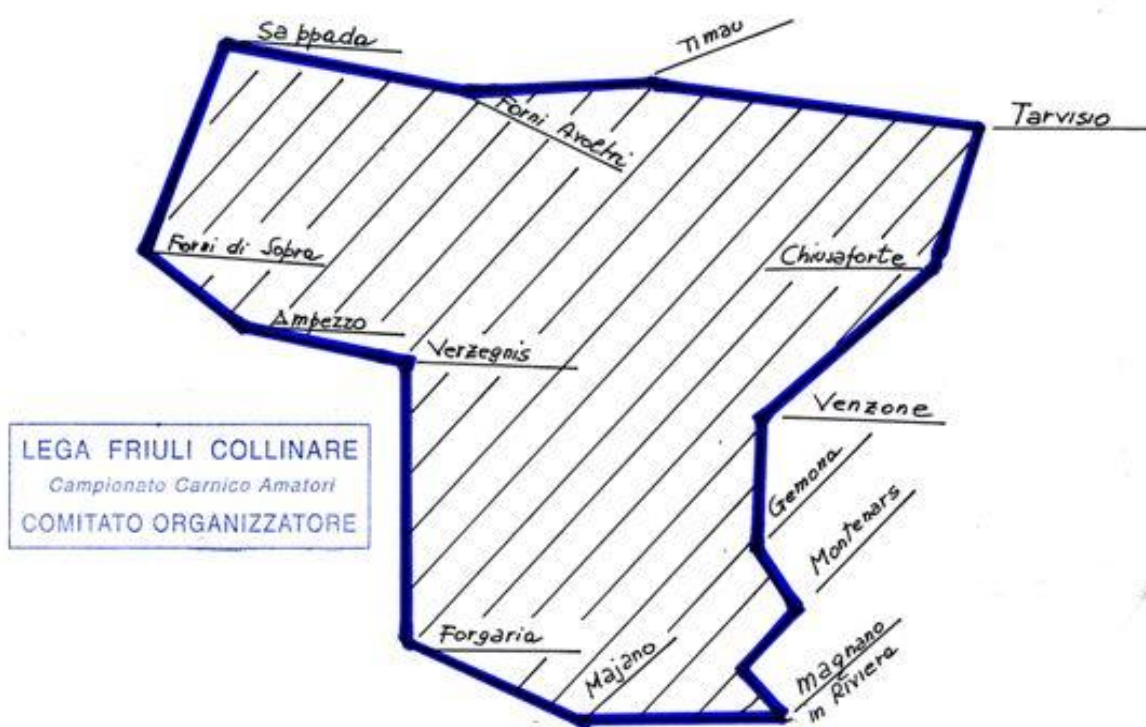 Sappada
Timau
Forni Avoltri
Tarvisio
Forni di Sopra
Chiusaforte
Ampezzo
Verzegnis
Venzone
LEGA FRIULI COLLINARE
Campionato Carnico Amatori
COMITATO ORGANIZZATORE
Gemona
Montenars
Forgaria
Majano
Magnano
in Riviera